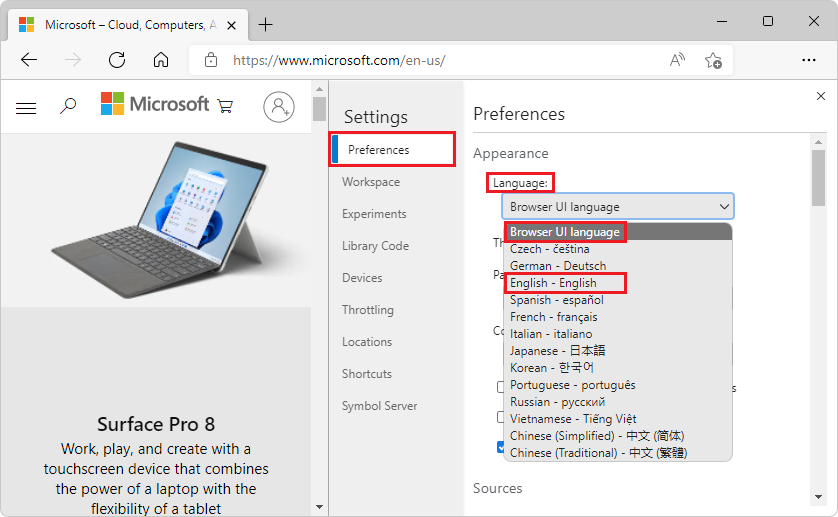 Microsoft – Cloud, Computers, A
https://www.microsoft.com/en-us/
Microsoft
Surface Pro 8
Work, play, and create with a
touchscreen device that combines
the power of a laptop with the
flexibility of a tablet
Settings
Preferences
Workspace
Experiments
Library Code
Devices
Throttling
Locations
Shortcuts
Symbol Server
Preferences
Appearance
Language:
Browser UI language
Browser UI language
Czech - čeština
German - Deutsch
English - English
Spanish - español
French - français
Italian - italiano
Japanese - 日本語
Korean - 한국어
Portuguese - português
Russian - русский
Vietnamese - Tiếng Việt
Chinese (Simplified) - 中文 (简体)
Chinese (Traditional) - 中文 (繁體)
Sources